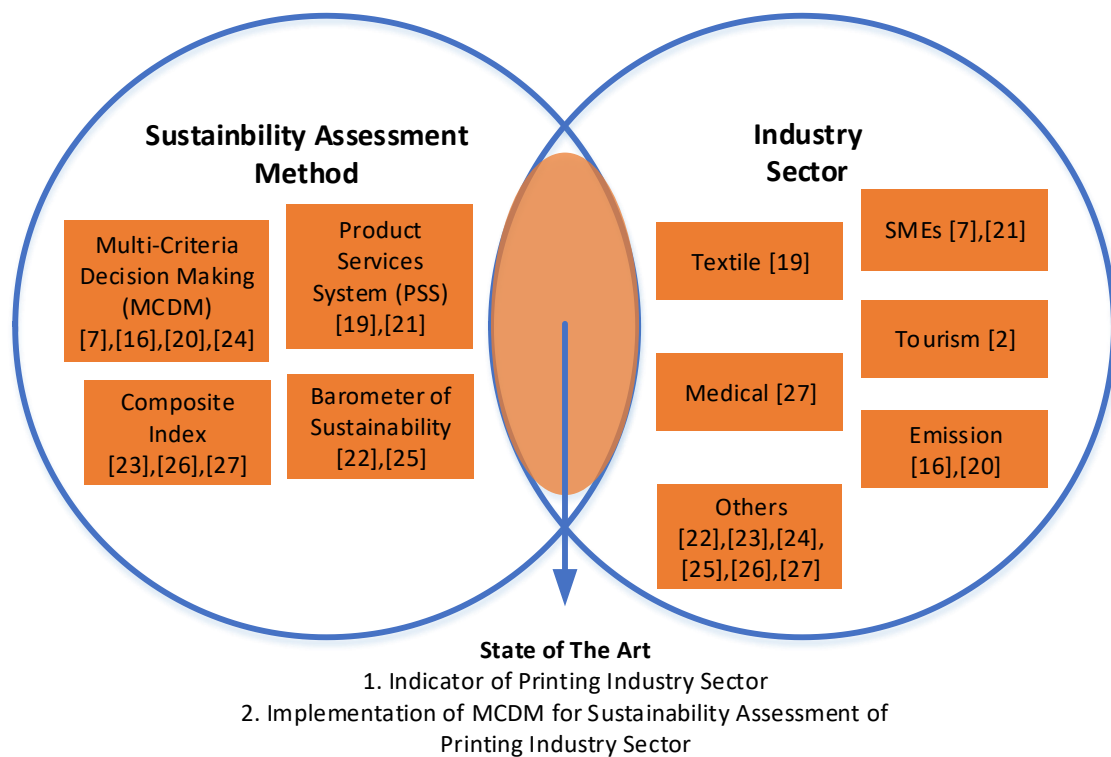 Sustainbility Assessment
Method
Multi-Criteria
Decision Making
(MCDM)
[7],[16],[20],[24]
Product
Services
System (PSS)
[19],[21]
Composite
Index
[23],[26],[27]
Barometer of
Sustainability
[22],[25]
Industry
Sector
Textile [19]
SMEs [7],[21]
Tourism [2]
Medical [27]
Emission
[16],[20]
Others
[22],[23],[24],
[25],[26],[27]
State of The Art
1. Indicator of Printing Industry Sector
2. Implementation of MCDM for Sustainability Assessment of
Printing Industry Sector